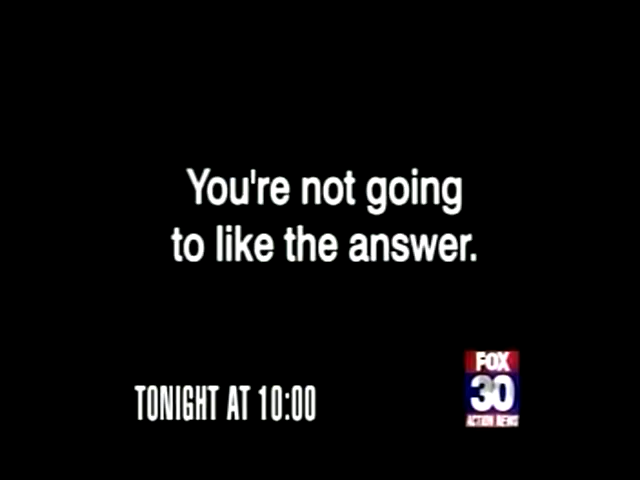 You're not going
to like the answer.
TONIGHT AT 10:00
FOX
30
ACTION NEWS